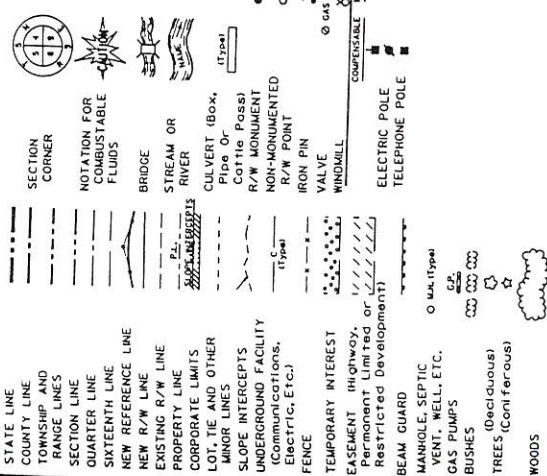 STATE LINE
COUNTY LINE
TOWNSHIP AND
RANGE LINES
SECTION LINE
QUARTER LINE
SIXTEENTH LINE
NEW REFERENCE LINE
NEW R/W LINE
EXISTING R/W LINE
PROPERTY LINE
P.L.
CORPORATE LIMITS
LOT, TIE AND OTHER
MINOR LINES
SLOPE INTERCEPTS
SLOPE INTERCEPTS
UNDERGROUND FACILITY
(Communications,
Electric, Etc.)
C
(Type)
FENCE
TEMPORARY INTEREST
EASEMENT (Highway,
Permanent Limited or
Restricted Development)
BEAM GUARD
MANHOLE, SEPTIC
VENT, WELL, ETC.
M.H. (Type)
GAS PUMPS
G.P.
BUSHES
TREES (Deciduous)
(Coniferous)
WOODS
SECTION
CORNER
NOTATION FOR
COMBUSTABLE
FLUIDS
CAUTION
BRIDGE
STREAM OR
RIVER
NAME
CULVERT (Box,
Pipe Or
Cattle Pass)
(Type)
R/W MONUMENT
NON-MONUMENTED
R/W POINT
IRON PIN
VALVE
GAS
WINDMILL
COMPENSABLE
ELECTRIC POLE
TELEPHONE POLE